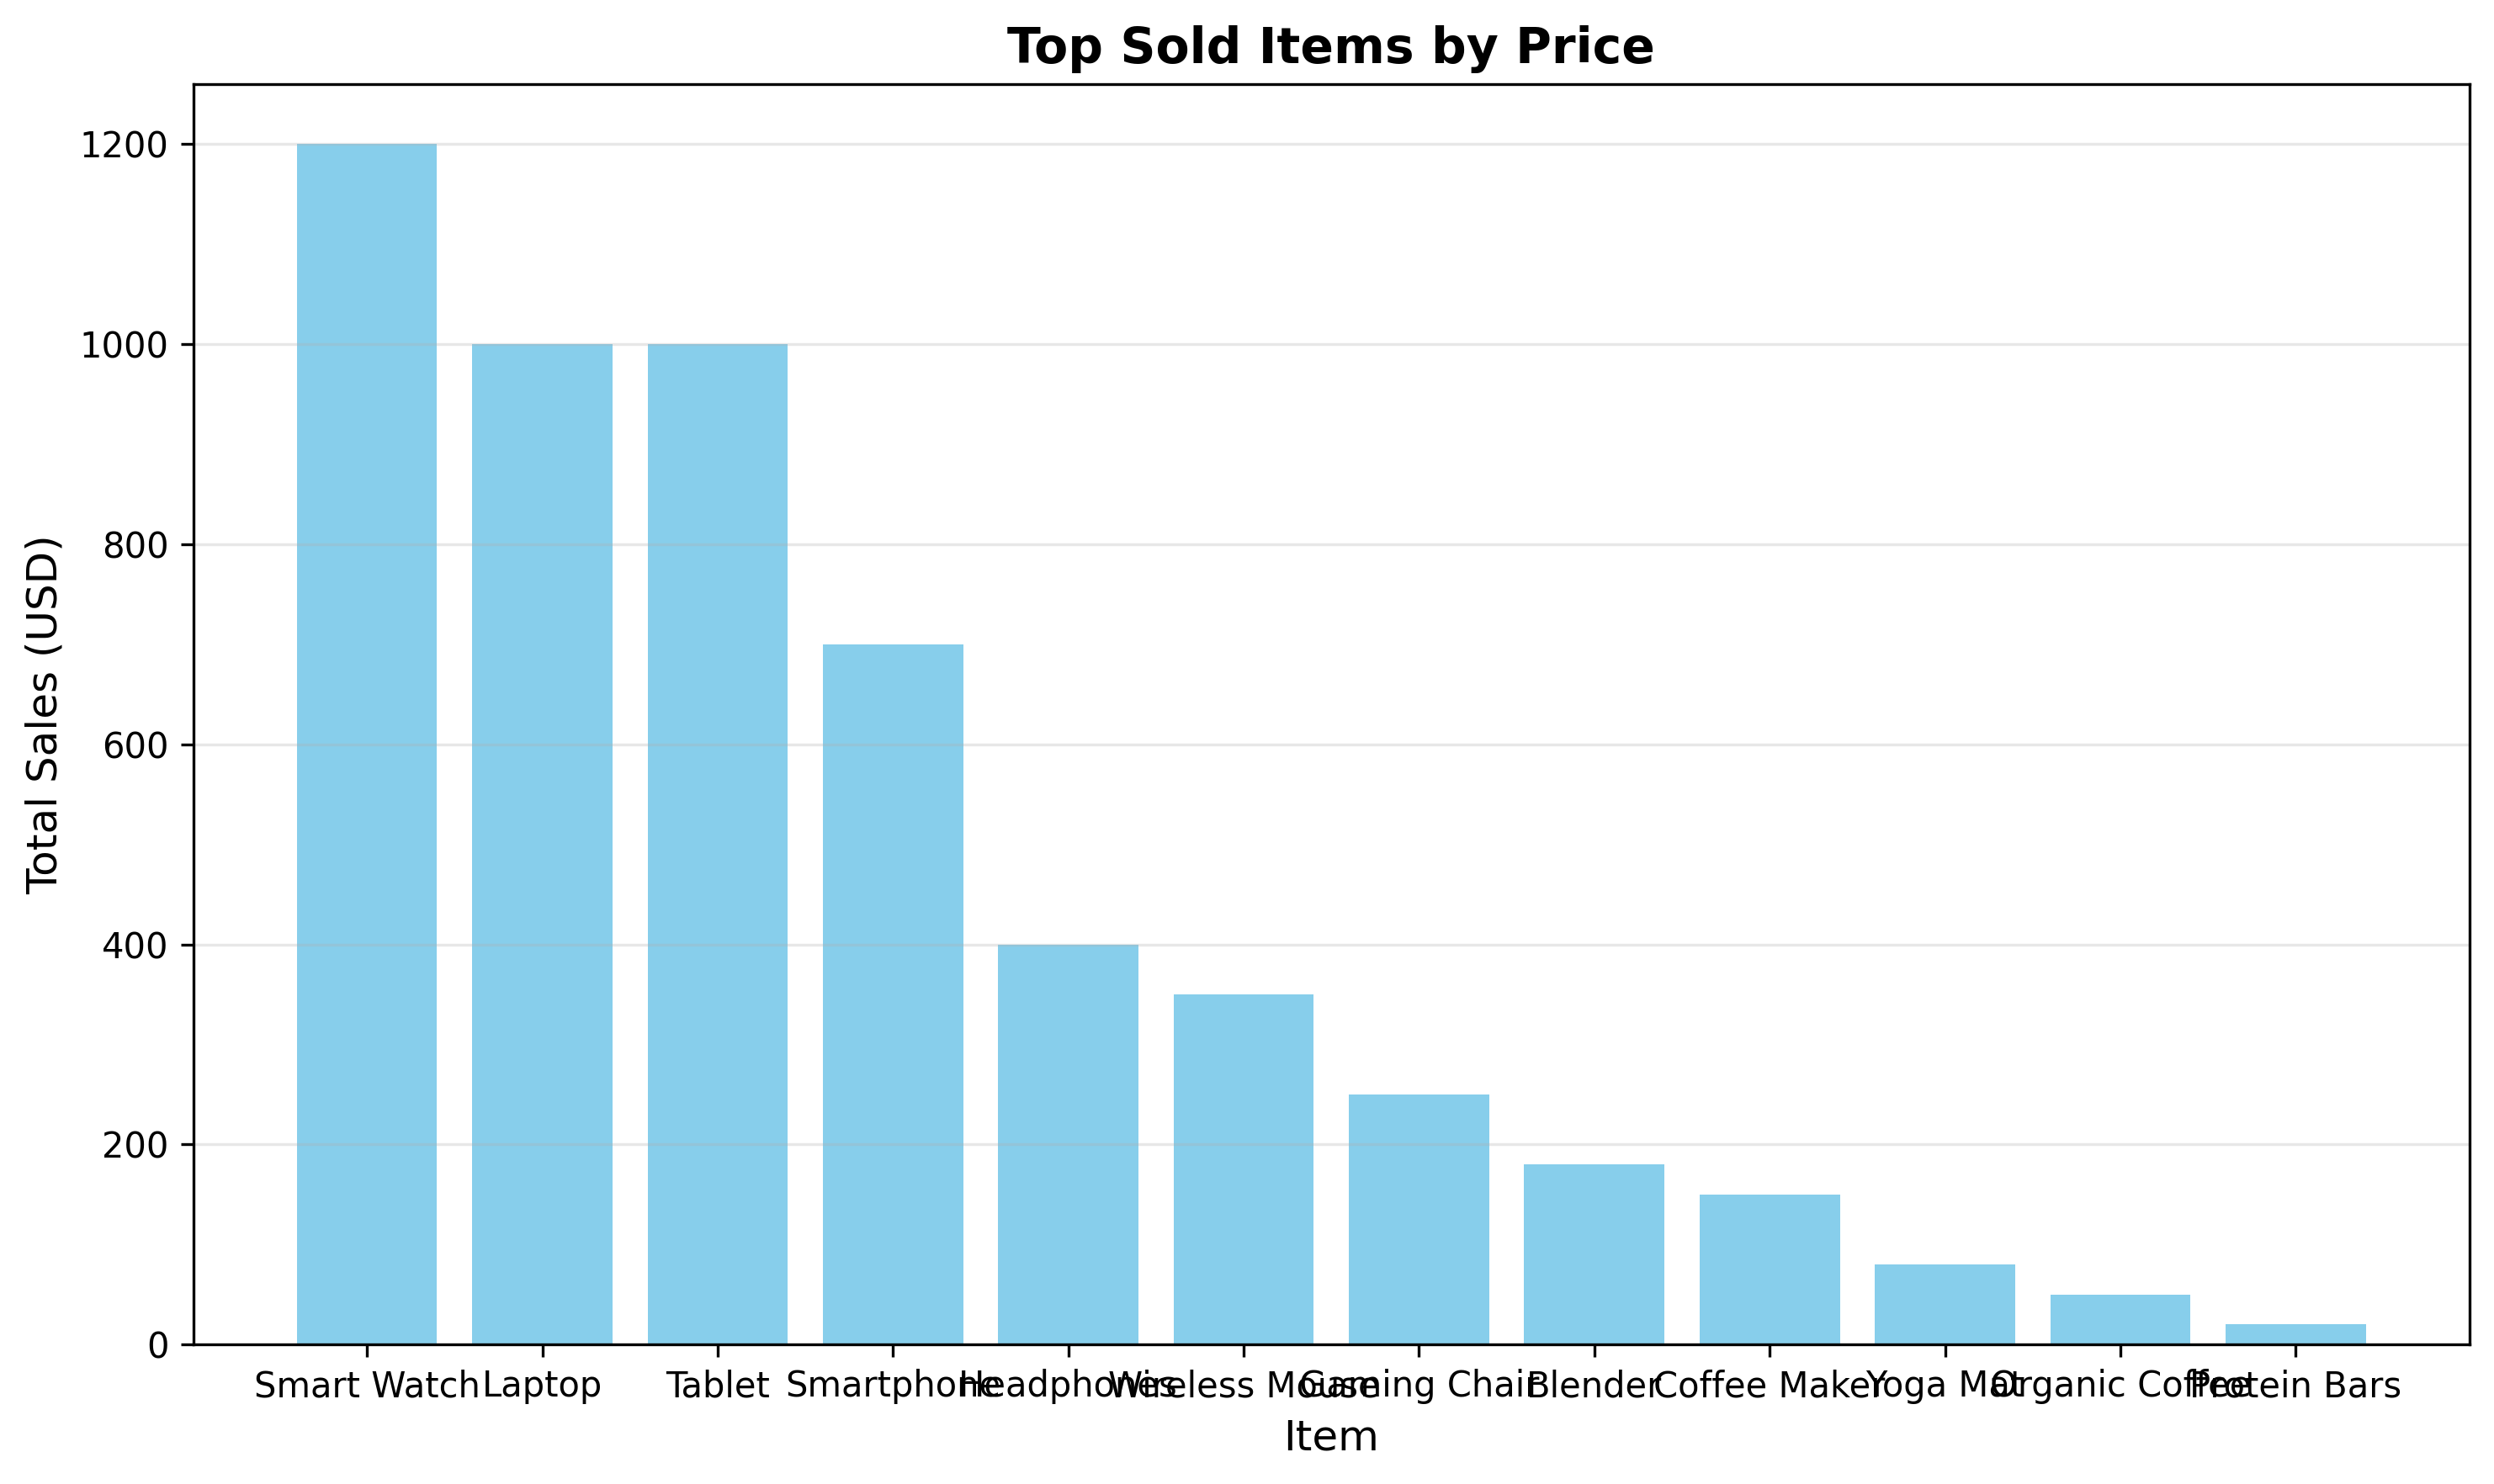 Top Sold Items by Price
Total Sales (USD)
1200
1000
800
600
400
200
0
Smart Watch Laptop Tablet Smartphone Headphones Wireless Mouse Gaming Chair Blender Coffee Maker Yoga Mat Organic Coffee Protein Bars
Item